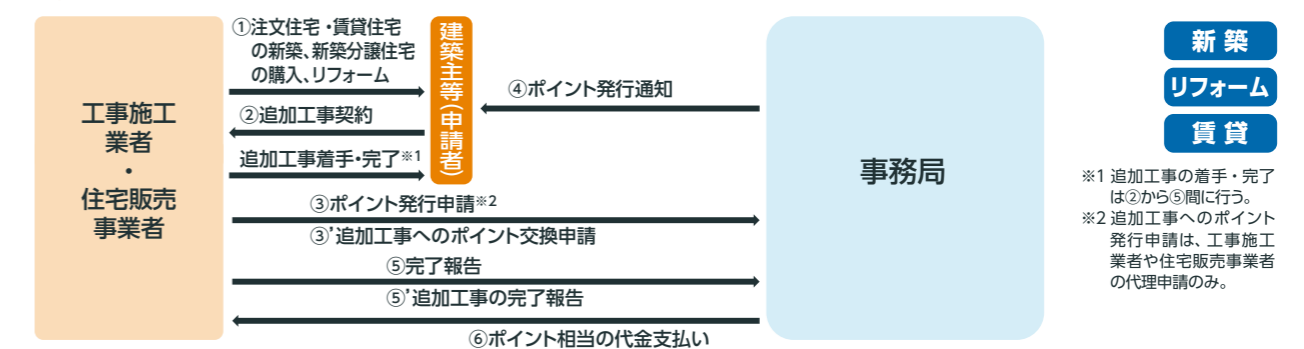 工事施工
業者
・
住宅販売
事業者
①注文住宅・賃貸住宅
の新築、新築分譲住宅
の購入、リフォーム
②追加工事契約
追加工事着手・完了※1
建築主等(申請者)
④ポイント発行通知
③ポイント発行申請※2
③’追加工事へのポイント交換申請
⑤完了報告
⑤’追加工事の完了報告
⑥ポイント相当の代金支払い
事務局
新築
リフォーム
賃貸
※1 追加工事の着手・完了
は②から⑤間に行う。
※2 追加工事へのポイント
発行申請は、工事施工
業者や住宅販売事業者
の代理申請のみ。